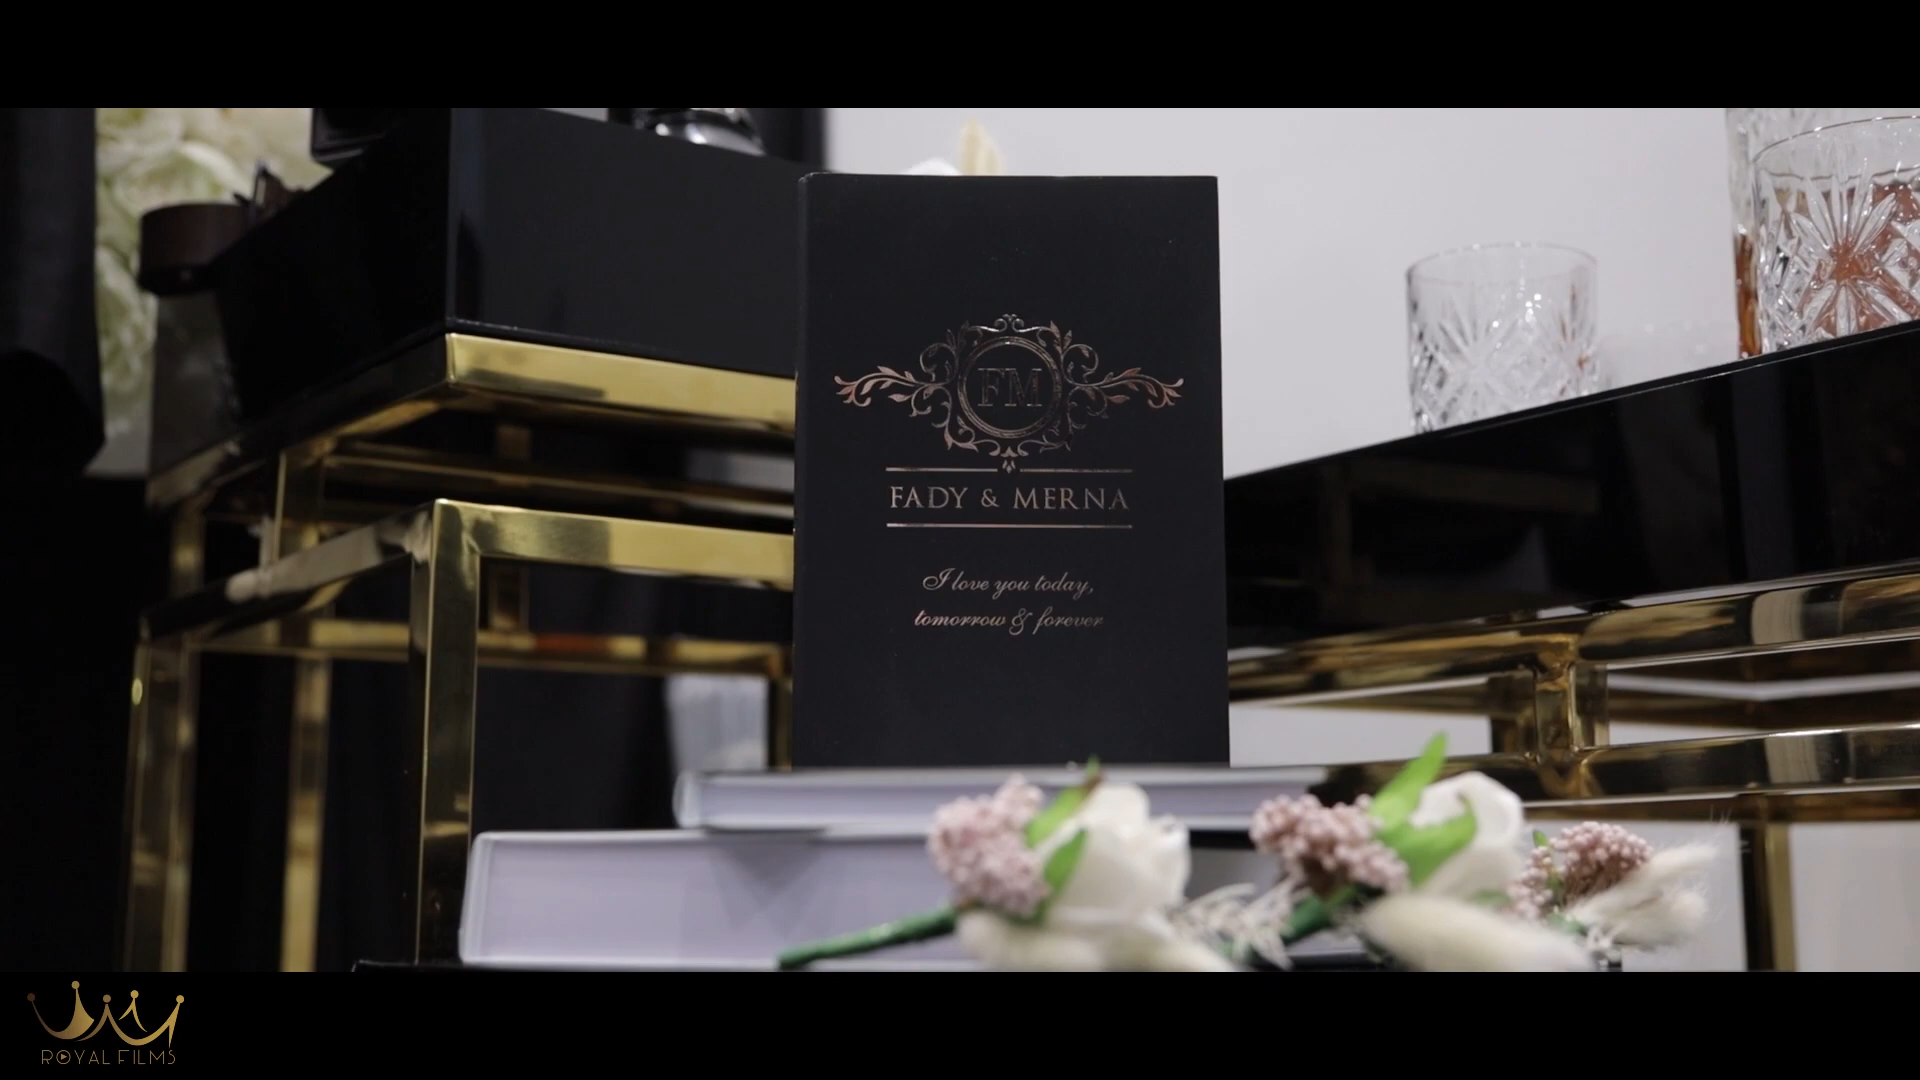 FM
FADY & MERNA
I love you today,
tomorrow & forever
ROYAL FILMS